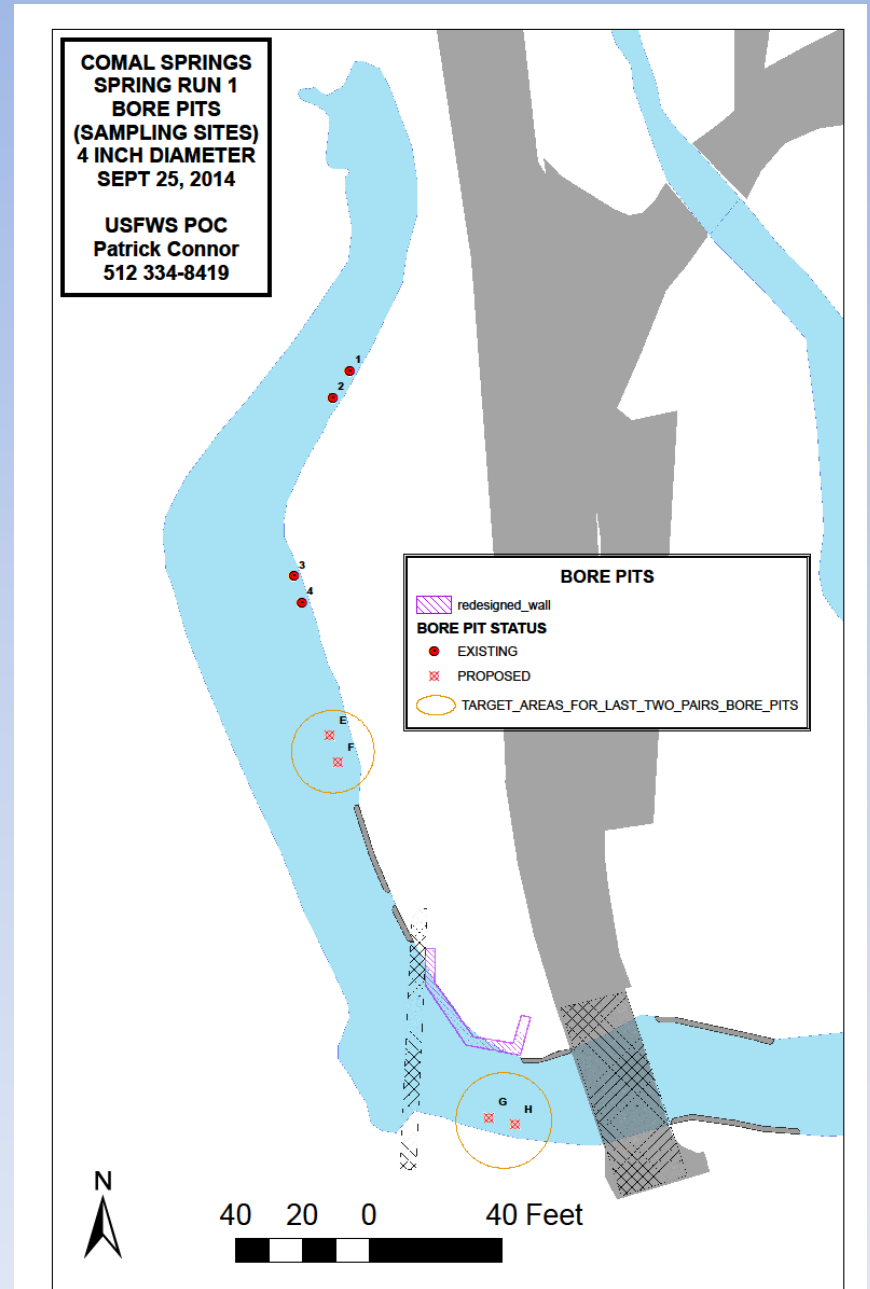 COMAL SPRINGS
SPRING RUN 1
BORE PITS
(SAMPLING SITES)
4 INCH DIAMETER
SEPT 25, 2014
USFWS POC
Patrick Connor
512 334-8419
1
2
3
4
BORE PITS
redesigned_wall
BORE PIT STATUS
EXISTING
PROPOSED
TARGET_AREAS_FOR_LAST_TWO_PAIRS_BORE_PITS
E
F
G
H
N
40 20 0 40 Feet